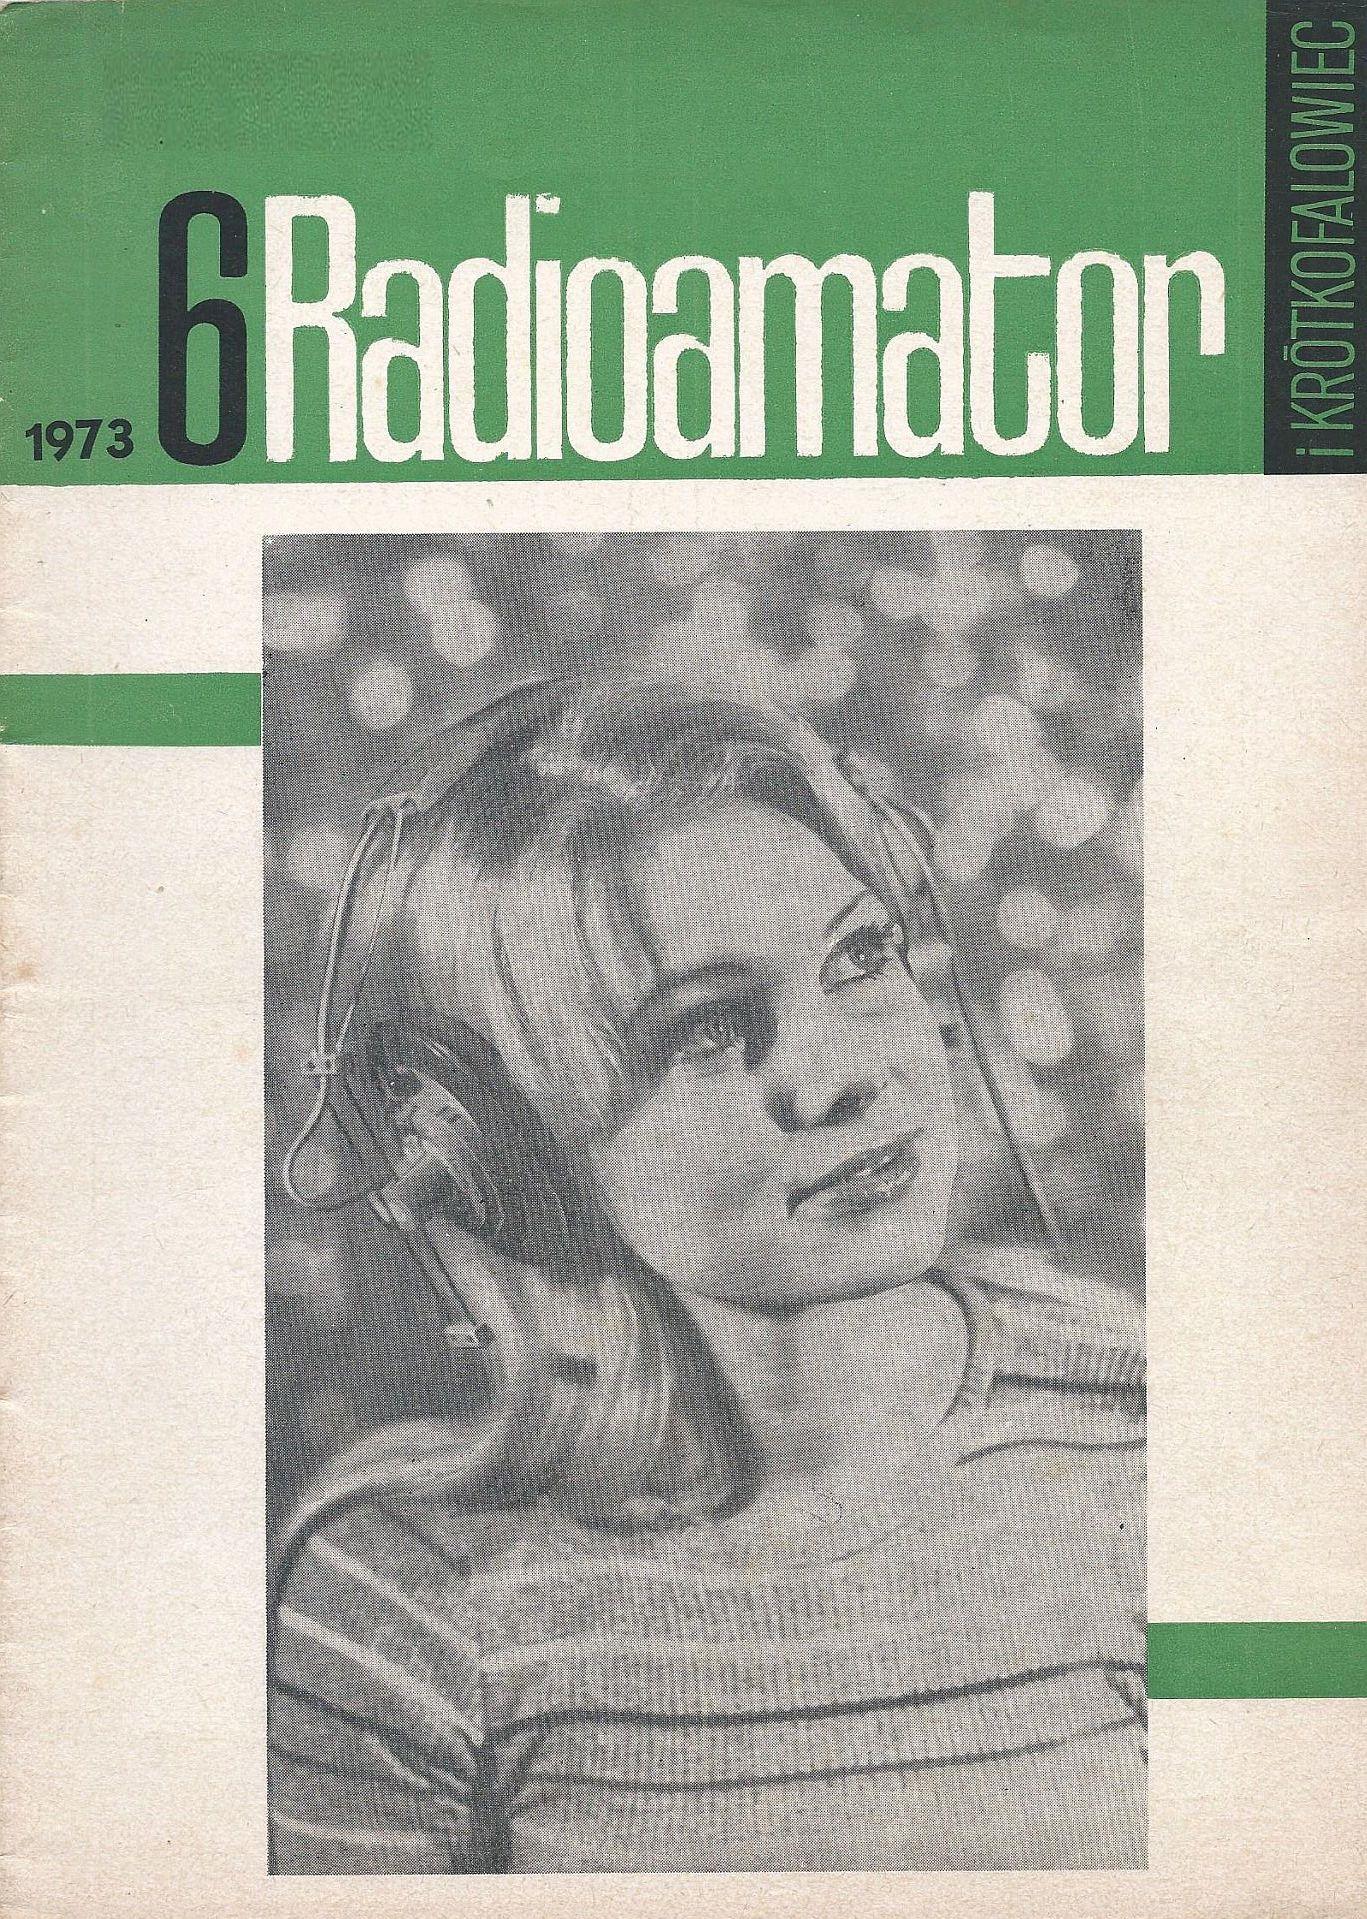 1973 6 Radioamator
i KRÓTKOFALOWIEC